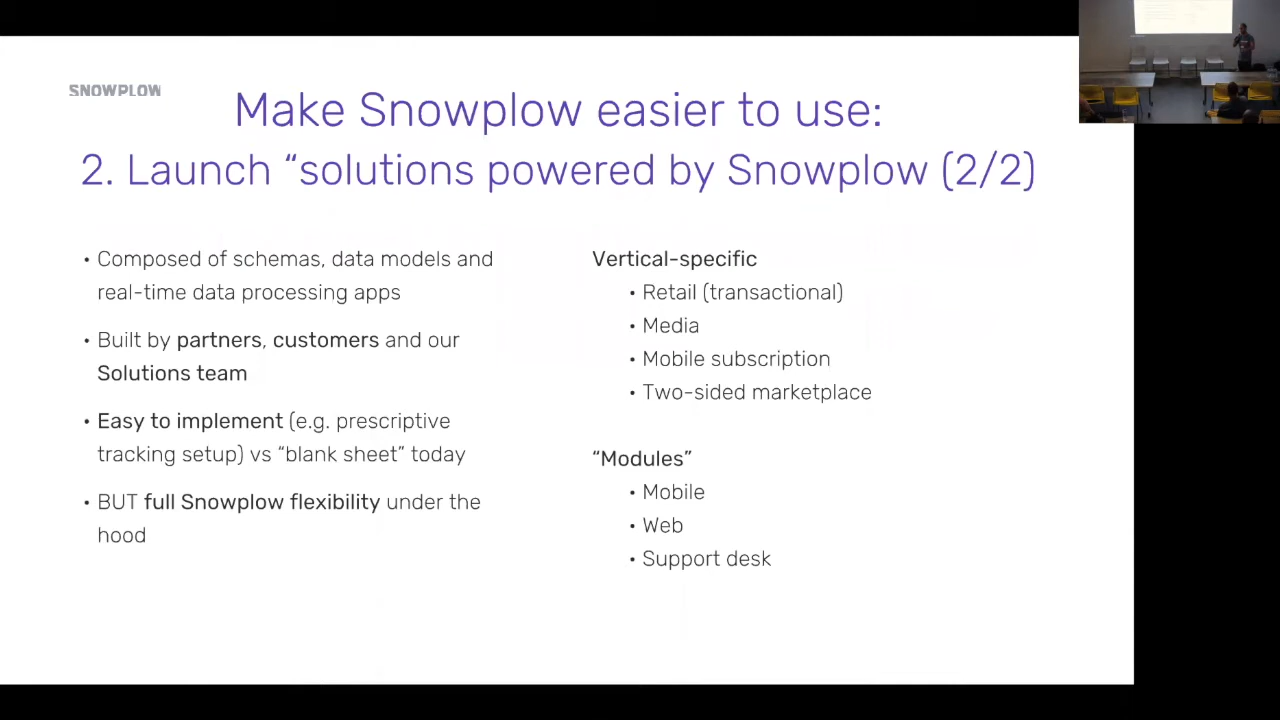 SNOWPLOW
Make Snowplow easier to use:
2. Launch “solutions powered by Snowplow (2/2)
• Composed of schemas, data models and
real-time data processing apps
• Built by partners, customers and our
Solutions team
• Easy to implement (e.g. prescriptive
tracking setup) vs “blank sheet” today
• BUT full Snowplow flexibility under the
hood
Vertical-specific
• Retail (transactional)
• Media
• Mobile subscription
• Two-sided marketplace
“Modules”
• Mobile
• Web
• Support desk